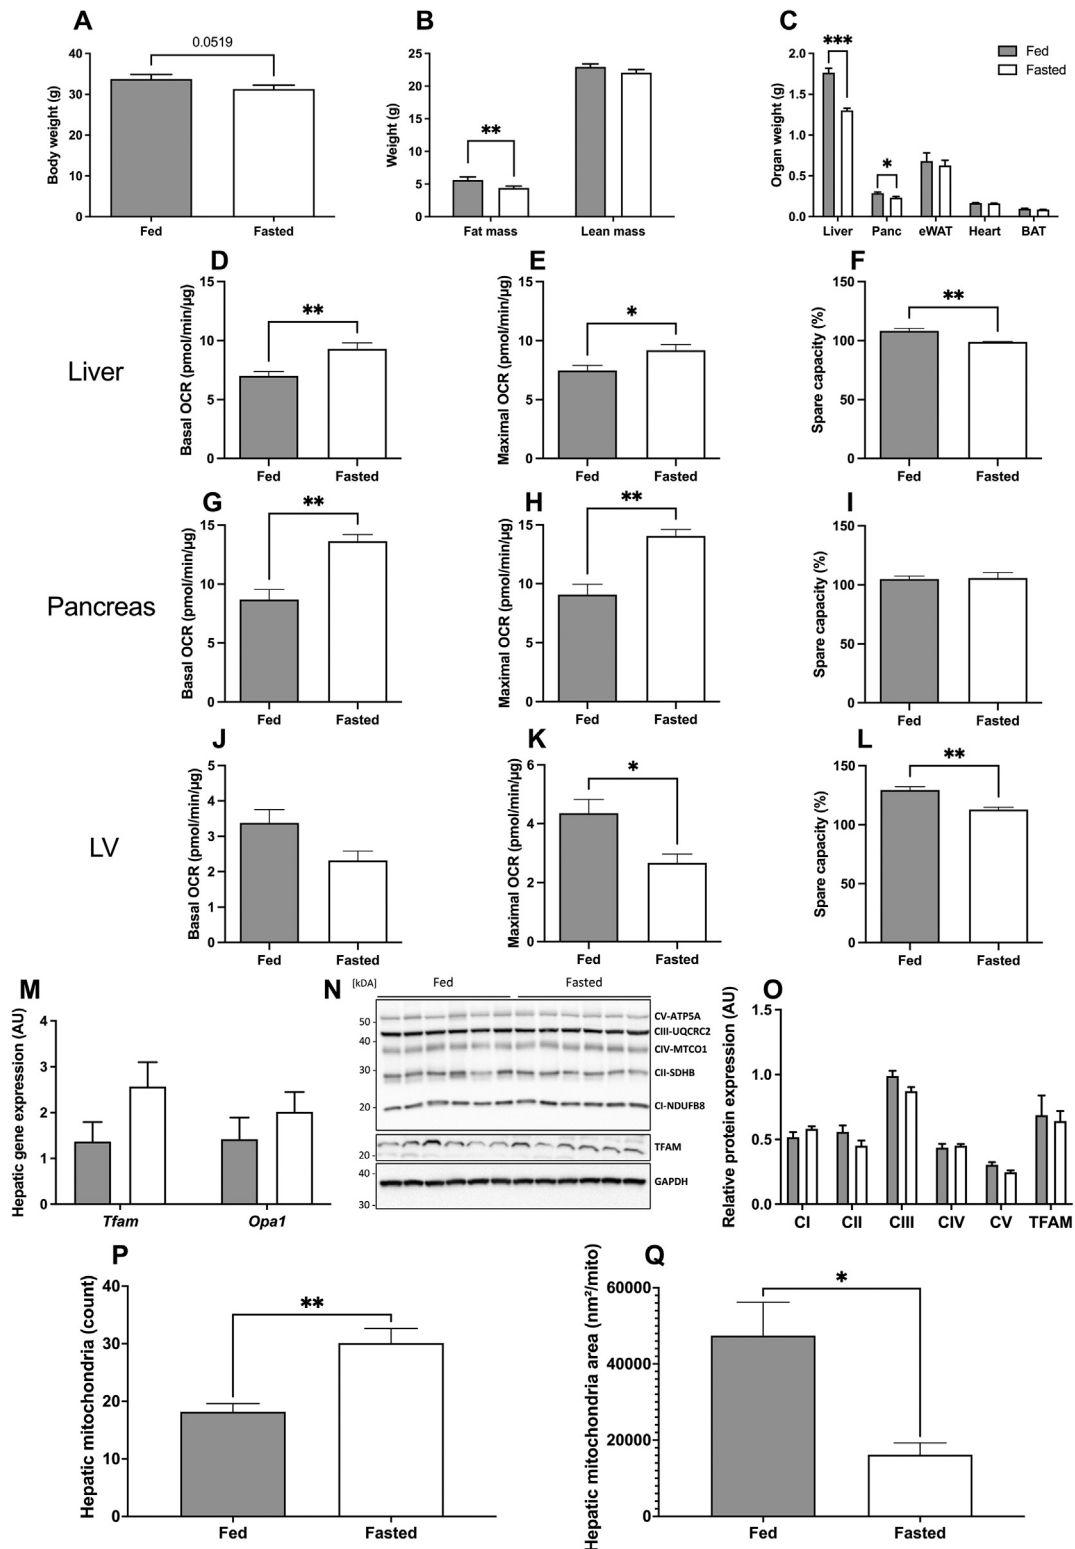 A
0.0519
Body weight (g)
40
30
20
10
0
Fed
Fasted
B
Weight (g)
25
20
15
10
5
0
**
Fat mass
Lean mass
C
Organ weight (g)
2.0
1.5
1.0
0.5
0.0
***
*
Liver
Panc
eWAT
Heart
BAT
Fed
Fasted
Liver
D
Basal OCR (pmol/min/µg)
15
10
5
0
**
Fed
Fasted
E
Maximal OCR (pmol/min/µg)
15
10
5
0
*
Fed
Fasted
F
Spare capacity (%)
150
100
50
0
**
Fed
Fasted
Pancreas
G
Basal OCR (pmol/min/µg)
15
10
5
0
**
Fed
Fasted
H
Maximal OCR (pmol/min/µg)
15
10
5
0
**
Fed
Fasted
I
Spare capacity (%)
150
100
50
0
Fed
Fasted
LV
J
Basal OCR (pmol/min/µg)
5
4
3
2
1
0
Fed
Fasted
K
Maximal OCR (pmol/min/µg)
6
4
2
0
*
Fed
Fasted
L
Spare capacity (%)
150
100
50
0
**
Fed
Fasted
M
Hepatic gene expression (AU)
4
3
2
1
0
Tfam
Opa1
N
[kDA]
Fed
Fasted
50
40
30
20
20
40
30
CV-ATP5A
CIII-UQCRC2
CIV-MTCO1
CII-SDHB
CI-NDUFB8
TFAM
GAPDH
O
Relative protein expression (AU)
1.5
1.0
0.5
0.0
CI
CII
CIII
CIV
CV
TFAM
P
Hepatic mitochondria (count)
40
30
20
10
0
**
Fed
Fasted
Q
Hepatic mitochondria area (nm²/mito)
60000
40000
20000
0
*
Fed
Fasted